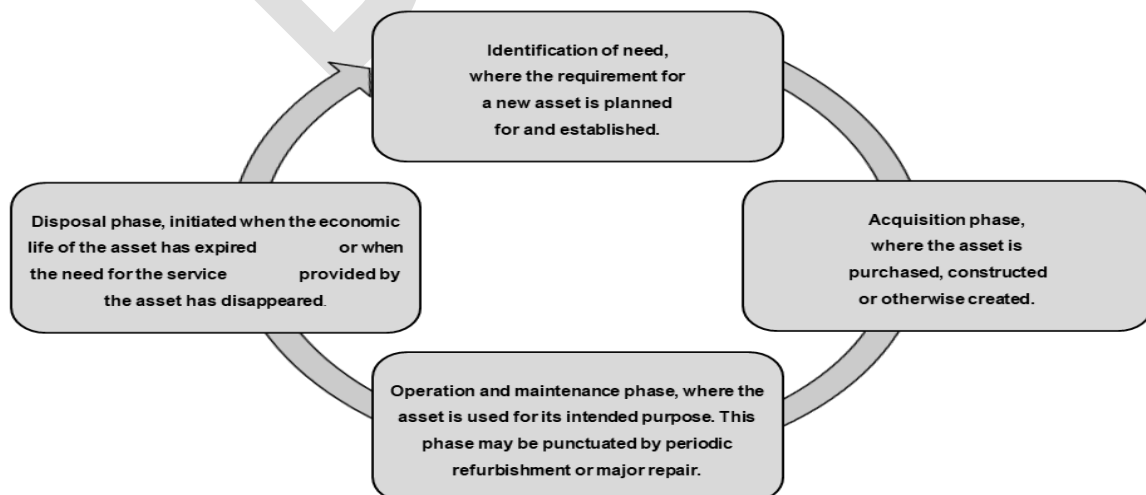 Identification of need,
where the requirement for
a new asset is planned
for and established.
Acquisition phase,
where the asset is
purchased, constructed
or otherwise created.
Operation and maintenance phase, where the
asset is used for its intended purpose. This
phase may be punctuated by periodic
refurbishment or major repair.
Disposal phase, initiated when the economic
life of the asset has expired or when
the need for the service provided by
the asset has disappeared.